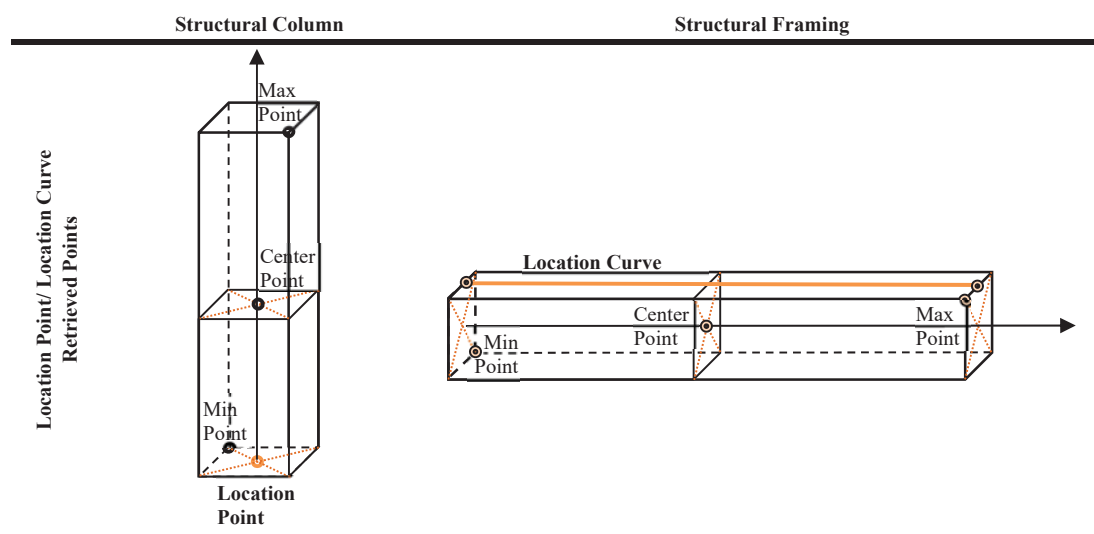 Structural Column
Structural Framing
Location Point/ Location Curve
Retrieved Points
Max
Point
Center
Point
Min
Point
Location
Point
Location Curve
Min
Point
Center
Point
Max
Point